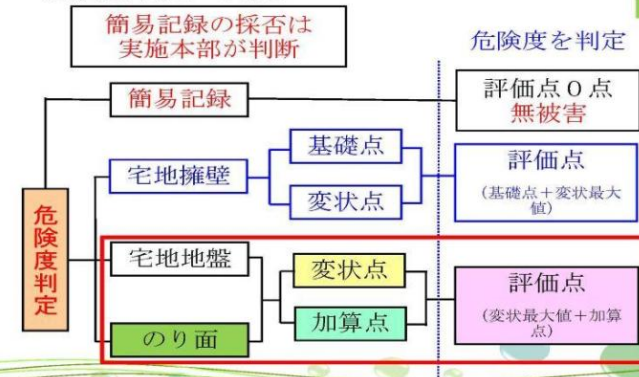 簡易記録の採否は
実施本部が判断
危険度を判定
簡易記録
評価点０点
無被害
危険度判定
宅地擁壁
基礎点
変状点
評価点
(基礎点＋変状最大
値)
宅地地盤
のり面
変状点
加算点
評価点
(変状最大値＋加算
点)